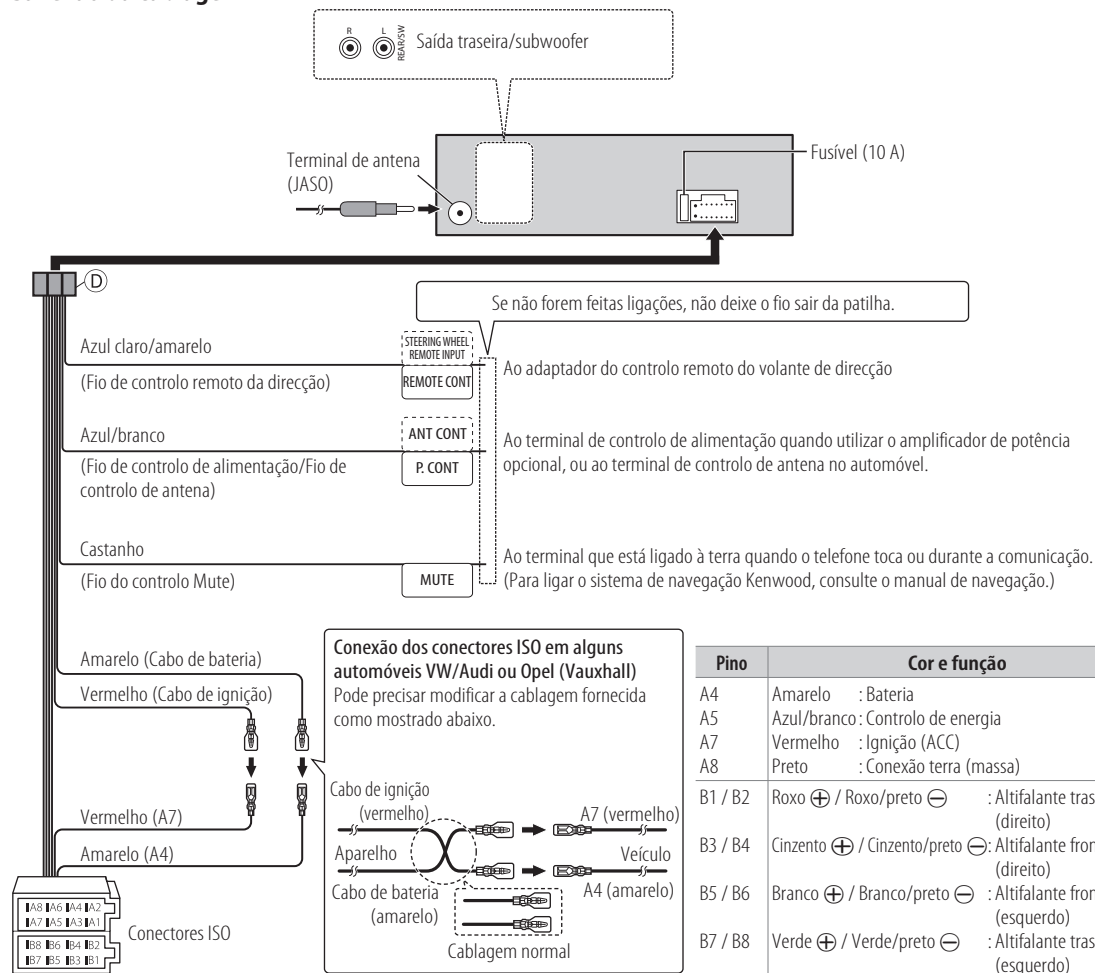 R
L
REAR/SW
Saída traseira/subwoofer
Terminal de antena
(JASO)
Fusível (10 A)
D
Se não forem feitas ligações, não deixe o fio sair da patilha.
Azul claro/amarelo
(Fio de controlo remoto da direcção)
STEERING WHEEL
REMOTE INPUT
REMOTE CONT
Ao adaptador do controlo remoto do volante de direcção
Azul/branco
(Fio de controlo de alimentação/Fio de
controlo de antena)
ANT CONT
P. CONT
Ao terminal de controlo de alimentação quando utilizar o amplificador de potência
opcional, ou ao terminal de controlo de antena no automóvel.
Castanho
(Fio do controlo Mute)
MUTE
Ao terminal que está ligado à terra quando o telefone toca ou durante a comunicação.
(Para ligar o sistema de navegação Kenwood, consulte o manual de navegação.)
Amarelo (Cabo de bateria)
Vermelho (Cabo de ignição)
Vermelho (A7)
Amarelo (A4)
A8 A6 A4 A2
A7 A5 A3 A1
B8 B6 B4 B2
B7 B5 B3 B1
Conectores ISO
Conexão dos conectores ISO em alguns
automóveis VW/Audi ou Opel (Vauxhall)
Pode precisar modificar a cablagem fornecida
como mostrado abaixo.
Cabo de ignição
(vermelho)
A7 (vermelho)
Aparelho
Veículo
Cabo de bateria
(amarelo)
A4 (amarelo)
Cablagem normal
Pino Cor e função
A4 Amarelo : Bateria
A5 Azul/branco : Controlo de energia
A7 Vermelho : Ignição (ACC)
A8 Preto : Conexão terra (massa)
B1 / B2 Roxo ⊕ / Roxo/preto ⊖ : Altifalante tras
(direito)
B3 / B4 Cinzento ⊕ / Cinzento/preto ⊖ : Altifalante fron
(direito)
B5 / B6 Branco ⊕ / Branco/preto ⊖ : Altifalante fron
(esquerdo)
B7 / B8 Verde ⊕ / Verde/preto ⊖ : Altifalante tras
(esquerdo)